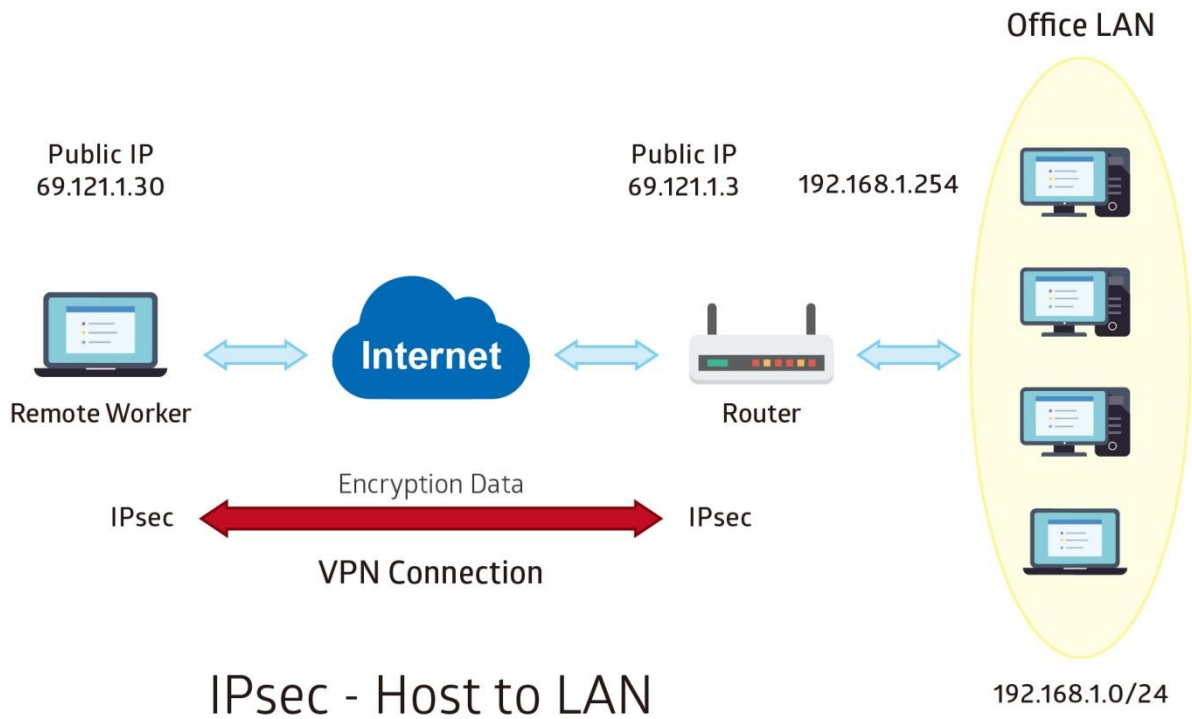 Office LAN
Public IP
69.121.1.30
Public IP
69.121.1.3
192.168.1.254
Internet
Remote Worker
Router
Encryption Data
IPsec
IPsec
VPN Connection
IPsec - Host to LAN
192.168.1.0/24